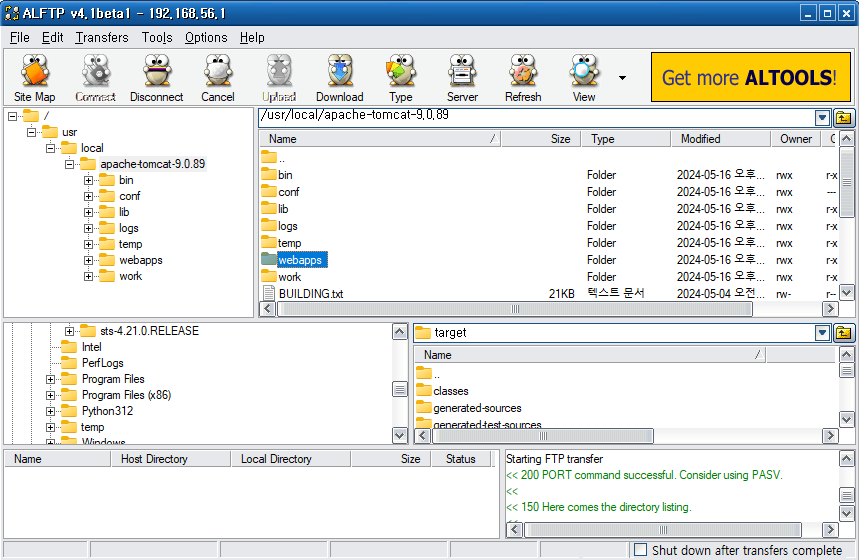 ALFTP v4.1beta1 - 192.168.56.1
File Edit Transfers Tools Options Help
Site Map Connect Disconnect Cancel Upload Download Type Server Refresh View
Get more ALTOOLS!
/
usr
local
apache-tomcat-9.0.89
bin
conf
lib
logs
temp
webapps
work
/usr/local/apache-tomcat-9.0.89
Name / Size Type Modified Owner
..
bin Folder 2024-05-16 오후... rwx r-x
conf Folder 2024-05-16 오후... rwx ---
lib Folder 2024-05-16 오후... rwx r-x
logs Folder 2024-05-16 오후... rwx r-x
temp Folder 2024-05-16 오후... rwx r-x
webapps Folder 2024-05-16 오후... rwx r-x
work Folder 2024-05-16 오후... rwx r-x
BUILDING.txt 21KB 텍스트 문서 2024-05-04 오전... rw- r--
sts-4.21.0.RELEASE
Intel
PerfLogs
Program Files
Program Files (x86)
Python312
temp
Windows
target
Name /
..
classes
generated-sources
generated-test-sources
Name Host Directory Local Directory Size Status
Starting FTP transfer
<< 200 PORT command successful. Consider using PASV.
<<
<< 150 Here comes the directory listing.
<<
Shut down after transfers complete